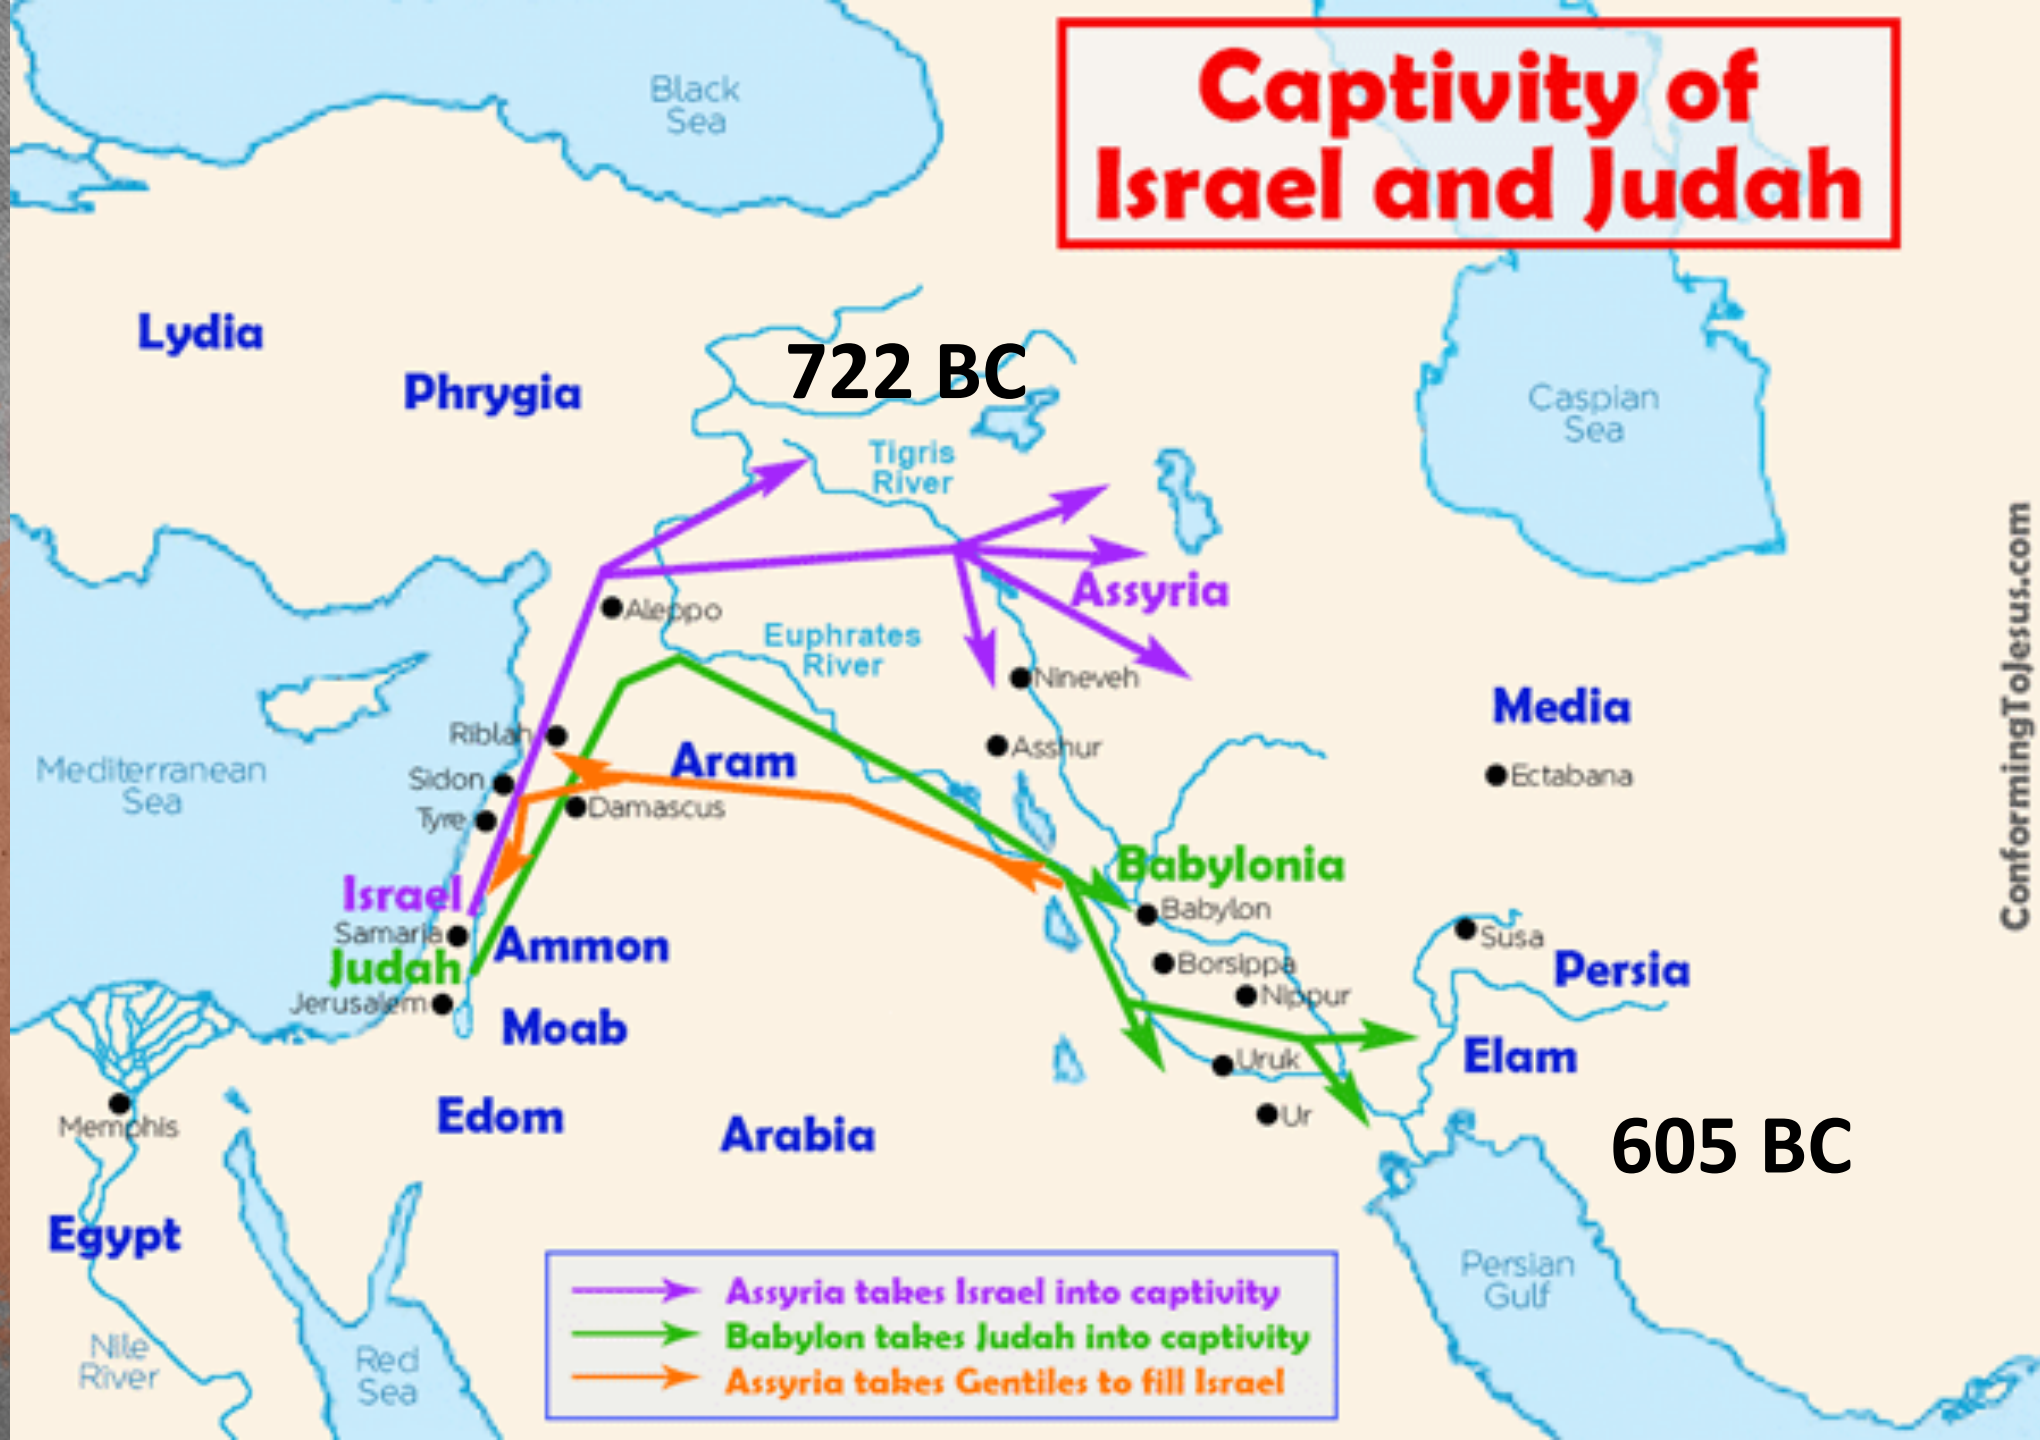 Captivity of
Israel and Judah
Black
Sea
Lydia
722 BC
Phrygia
Caspian
Sea
Tigris
River
Assyria
Aleppo
Euphrates
River
Nineveh
Media
Riblah
Asshur
Aram
Mediterranean
Sea
Sidon
Ectabana
Tyre
Damascus
Babylonia
Israel
Babylon
Samaria
Ammon
Susa
Judah
Borsippa
Persia
Jerusalem
Nippur
Moab
Elam
Uruk
Memphis
Edom
Ur
Arabia
605 BC
Egypt
Persian
Gulf
Nile
River
Red
Sea
Assyria takes Israel into captivity
Babylon takes Judah into captivity
Assyria takes Gentiles to fill Israel
ConformingToJesus.com